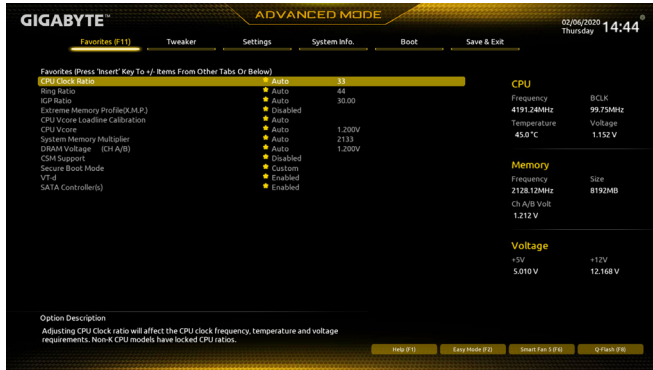 GIGABYTE™
ADVANCED MODE
02/06/2020
Thursday
14:44
Favorites (F11) Tweaker Settings System Info. Boot Save & Exit
Favorites (Press 'Insert' Key To +/- Items From Other Tabs Or Below)
CPU Clock Ratio Auto 33
Ring Ratio Auto 44
IGP Ratio Auto 30.00
Extreme Memory Profile(X.M.P.) Disabled
CPU Vcore Loadline Calibration Auto
CPU Vcore Auto 1.200V
System Memory Multiplier Auto 2133
DRAM Voltage (CH A/B) Auto 1.200V
CSM Support Disabled
Secure Boot Mode Custom
VT-d Enabled
SATA Controller(s) Enabled
CPU
Frequency BCLK
4191.24MHz 99.75MHz
Temperature Voltage
45.0°C 1.152 V
Memory
Frequency Size
2128.12MHz 8192MB
Ch A/B Volt
1.212 V
Voltage
+5V +12V
5.010 V 12.168 V
Option Description
Adjusting CPU Clock ratio will affect the CPU clock frequency, temperature and voltage
requirements. Non-K CPU models have locked CPU ratios.
Help (F1) Easy Mode (F2) Smart Fan 5 (F6) Q-Flash (F8)